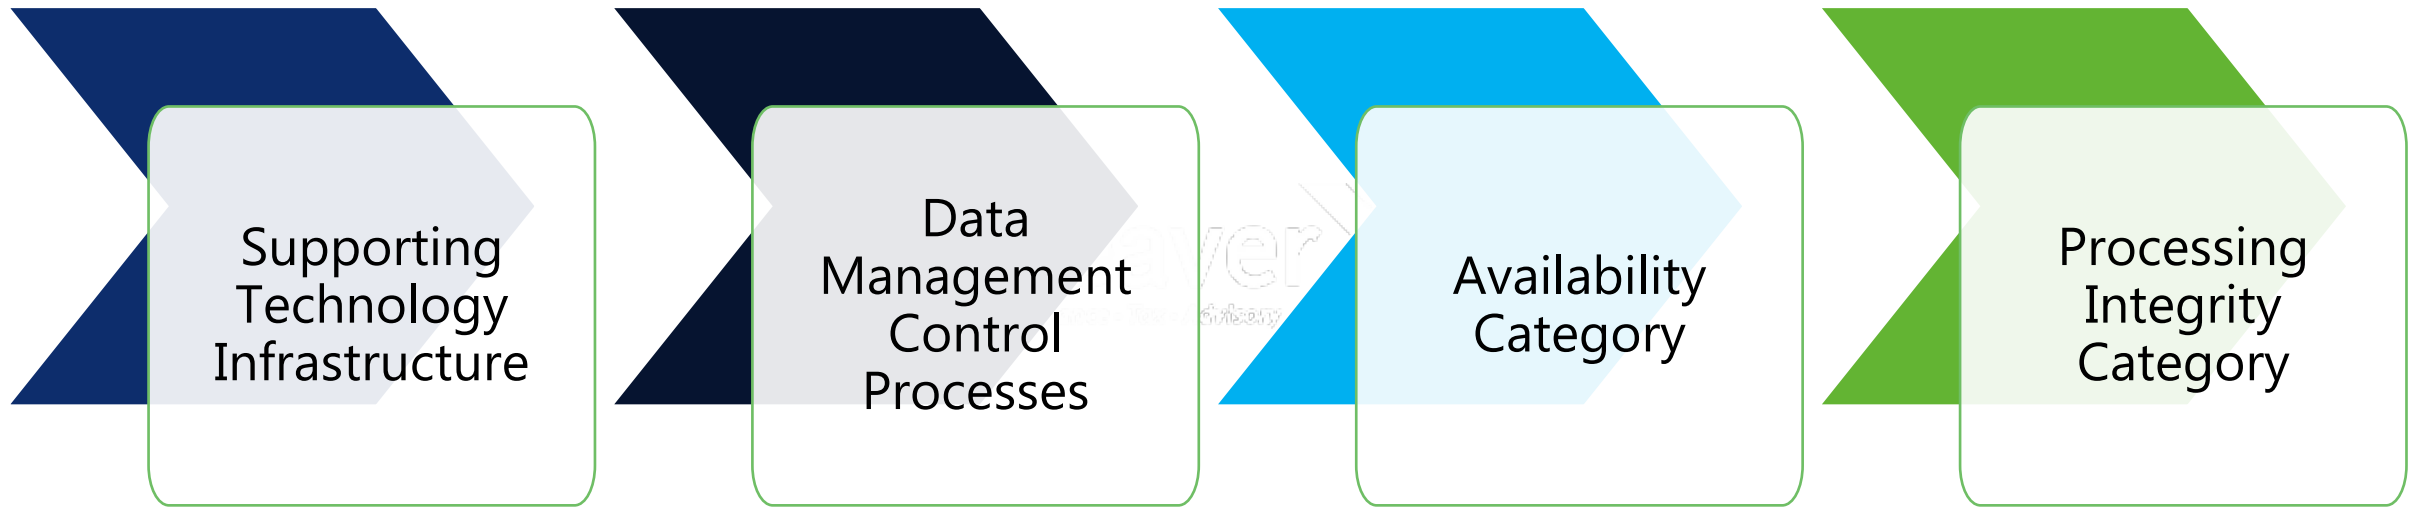 Supporting
Technology
Infrastructure
Data
Management
Control
Processes
Availability
Category
Processing
Integrity
Category